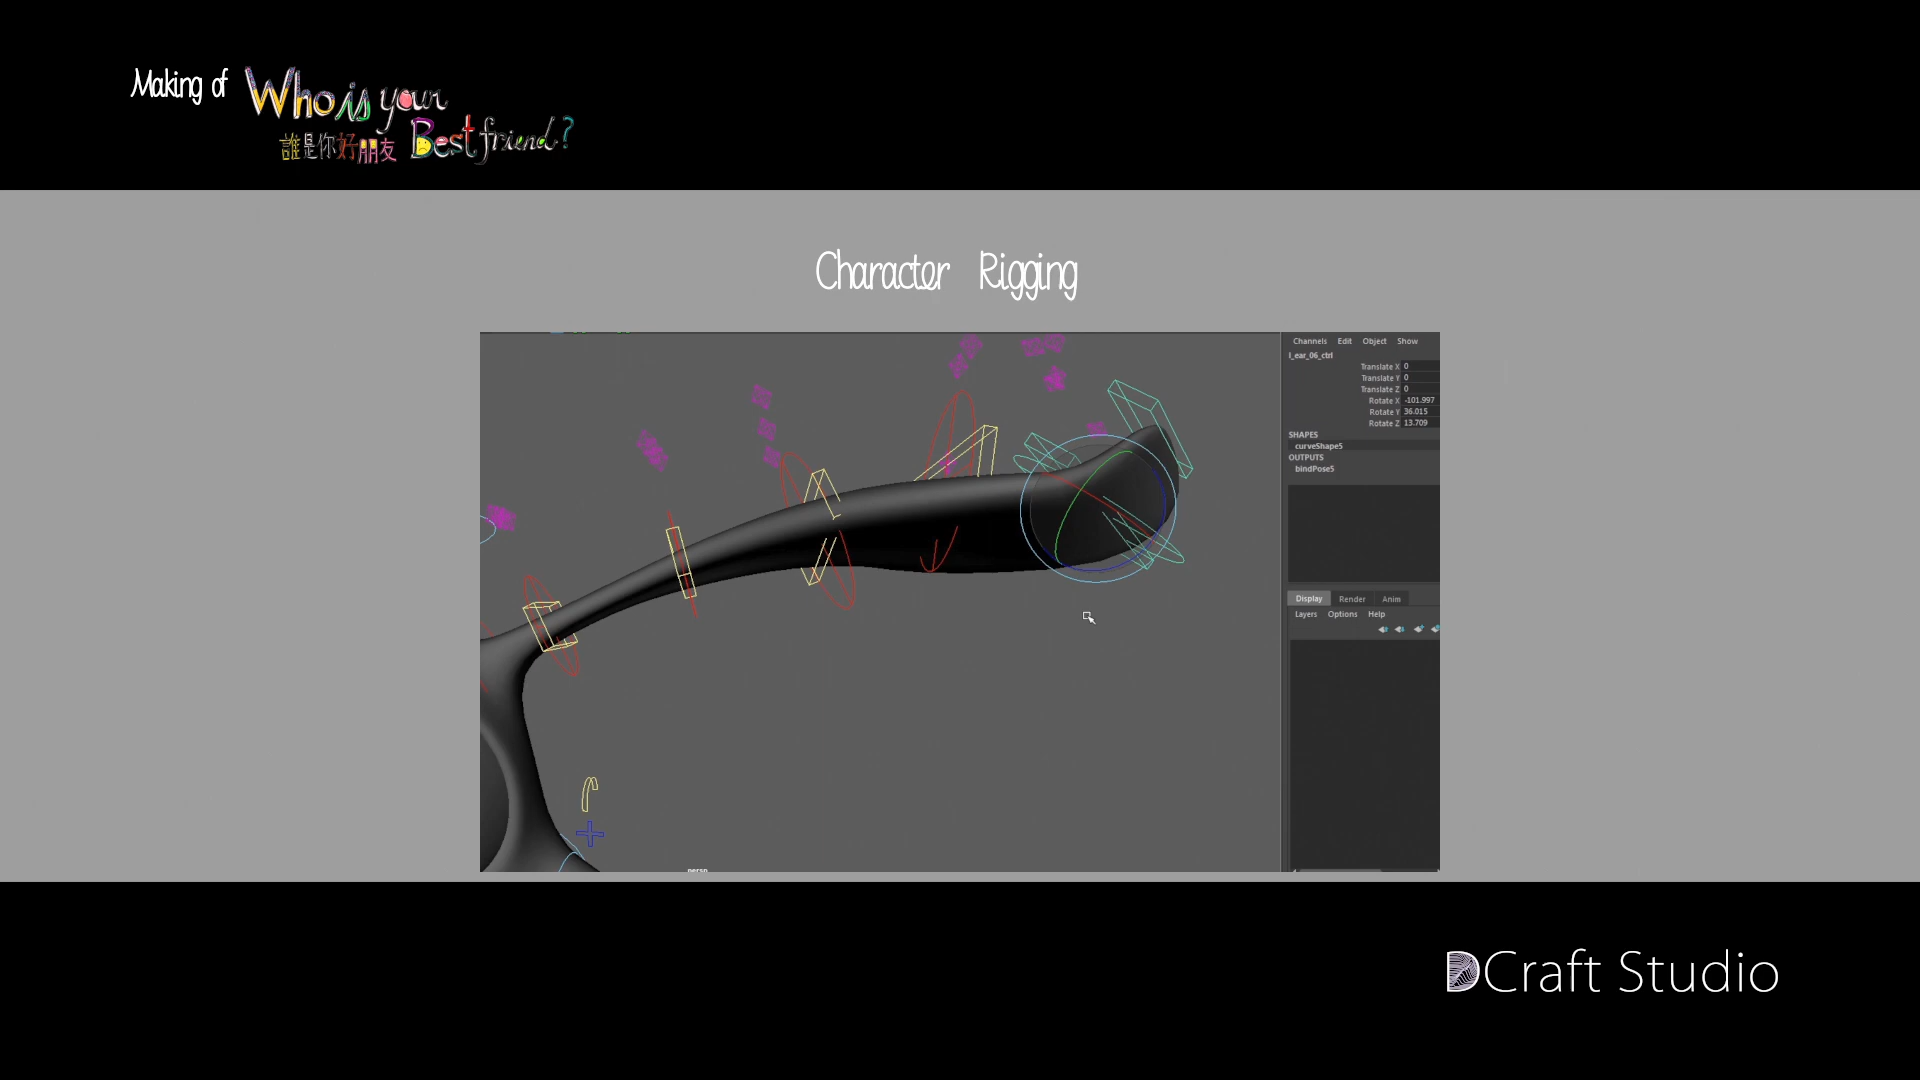 Making of Who is your
誰是你好朋友 Best friend?
Character Rigging
Channels Edit Object Show
l_ear_06_ctrl
Translate X 0
Translate Y 0
Translate Z 0
Rotate X -101.997
Rotate Y 36.015
Rotate Z 13.709
SHAPES
curveShape5
OUTPUTS
bindPose5
Display Render Anim
Layers Options Help
persp
DCraft Studio